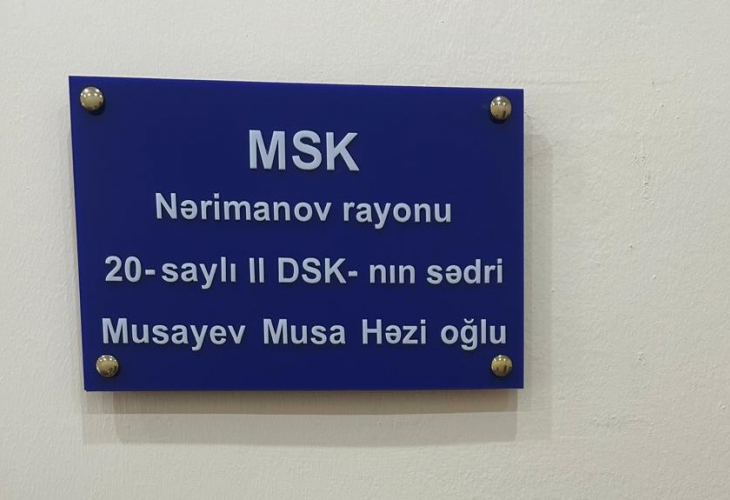 MSK
Nərimanov rayonu
20-saylı II DSK- nın sədri
Musayev Musa Həzi oğlu